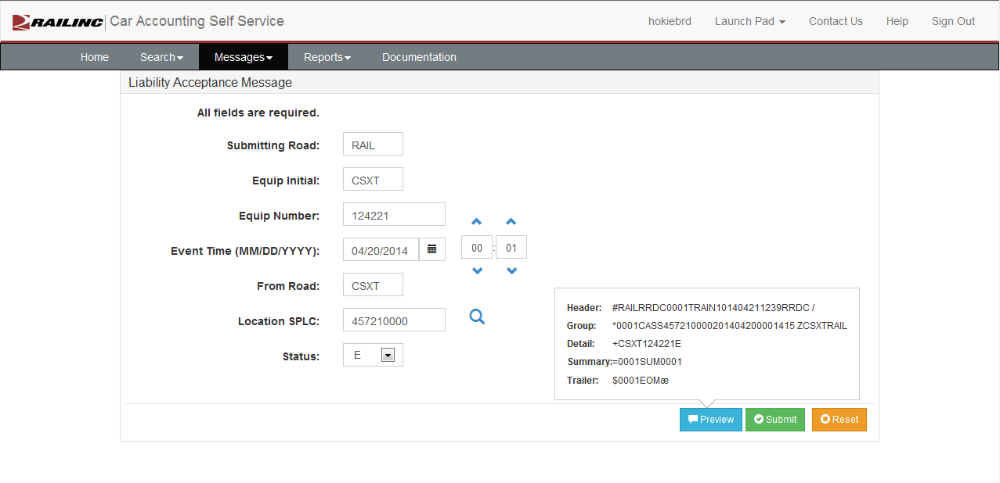 RAILINC Car Accounting Self Service hokiebrd Launch Pad Contact Us Help Sign Out
Home Search Messages Reports Documentation
Liability Acceptance Message
All fields are required.
Submitting Road: RAIL
Equip Initial: CSXT
Equip Number: 124221
Event Time (MM/DD/YYYY): 04/20/2014 00 : 01
From Road: CSXT
Location SPLC: 457210000
Status: E
Header: #RAILRRDC0001TRAIN101404211239RRDC /
Group: *0001CASS457210000201404200001415 ZCSXTRAIL
Detail: +CSXT124221E
Summary:=0001SUM0001
Trailer: $0001EOMæ
Preview Submit Reset